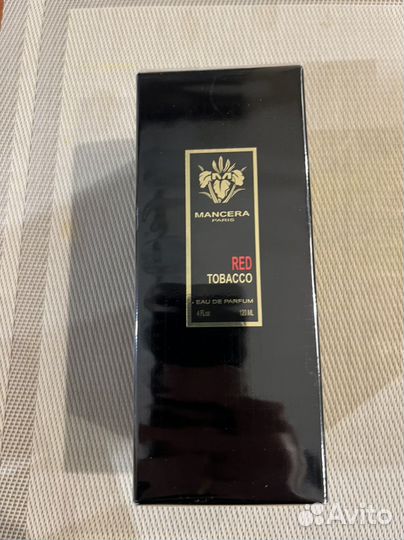 MANCERA
PARIS
RED
TOBACCO
EAU DE PARFUM
4 Fl.oz 120 ML
Avito